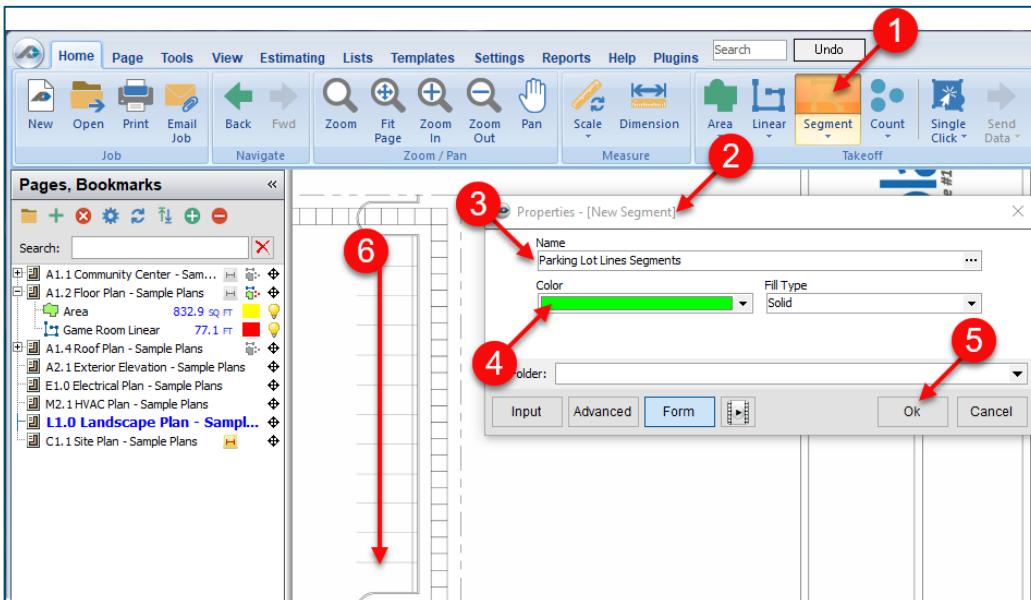 Home Page Tools View Estimating Lists Templates Settings Reports Help Plugins Search Undo
1
New Open Print Email Job Back Fwd Zoom Fit Page Zoom In Zoom Out Pan Scale Dimension Area Linear Segment Count Single Click Send Data
Job Navigate Zoom / Pan Measure Takeoff
2
Pages, Bookmarks
e #1
3
Properties - [New Segment]
Search:
6
Name
Parking Lot Lines Segments
A1.1 Community Center - Sam...
Color Fill Type
A1.2 Floor Plan - Sample Plans
Solid
Area 832.9 SQ FT
Game Room Linear 77.1 FT
5
A1.4 Roof Plan - Sample Plans
4
A2.1 Exterior Elevation - Sample Plans
older:
E1.0 Electrical Plan - Sample Plans
M2.1 HVAC Plan - Sample Plans
Input Advanced Form Ok Cancel
L1.0 Landscape Plan - Sampl...
C1.1 Site Plan - Sample Plans